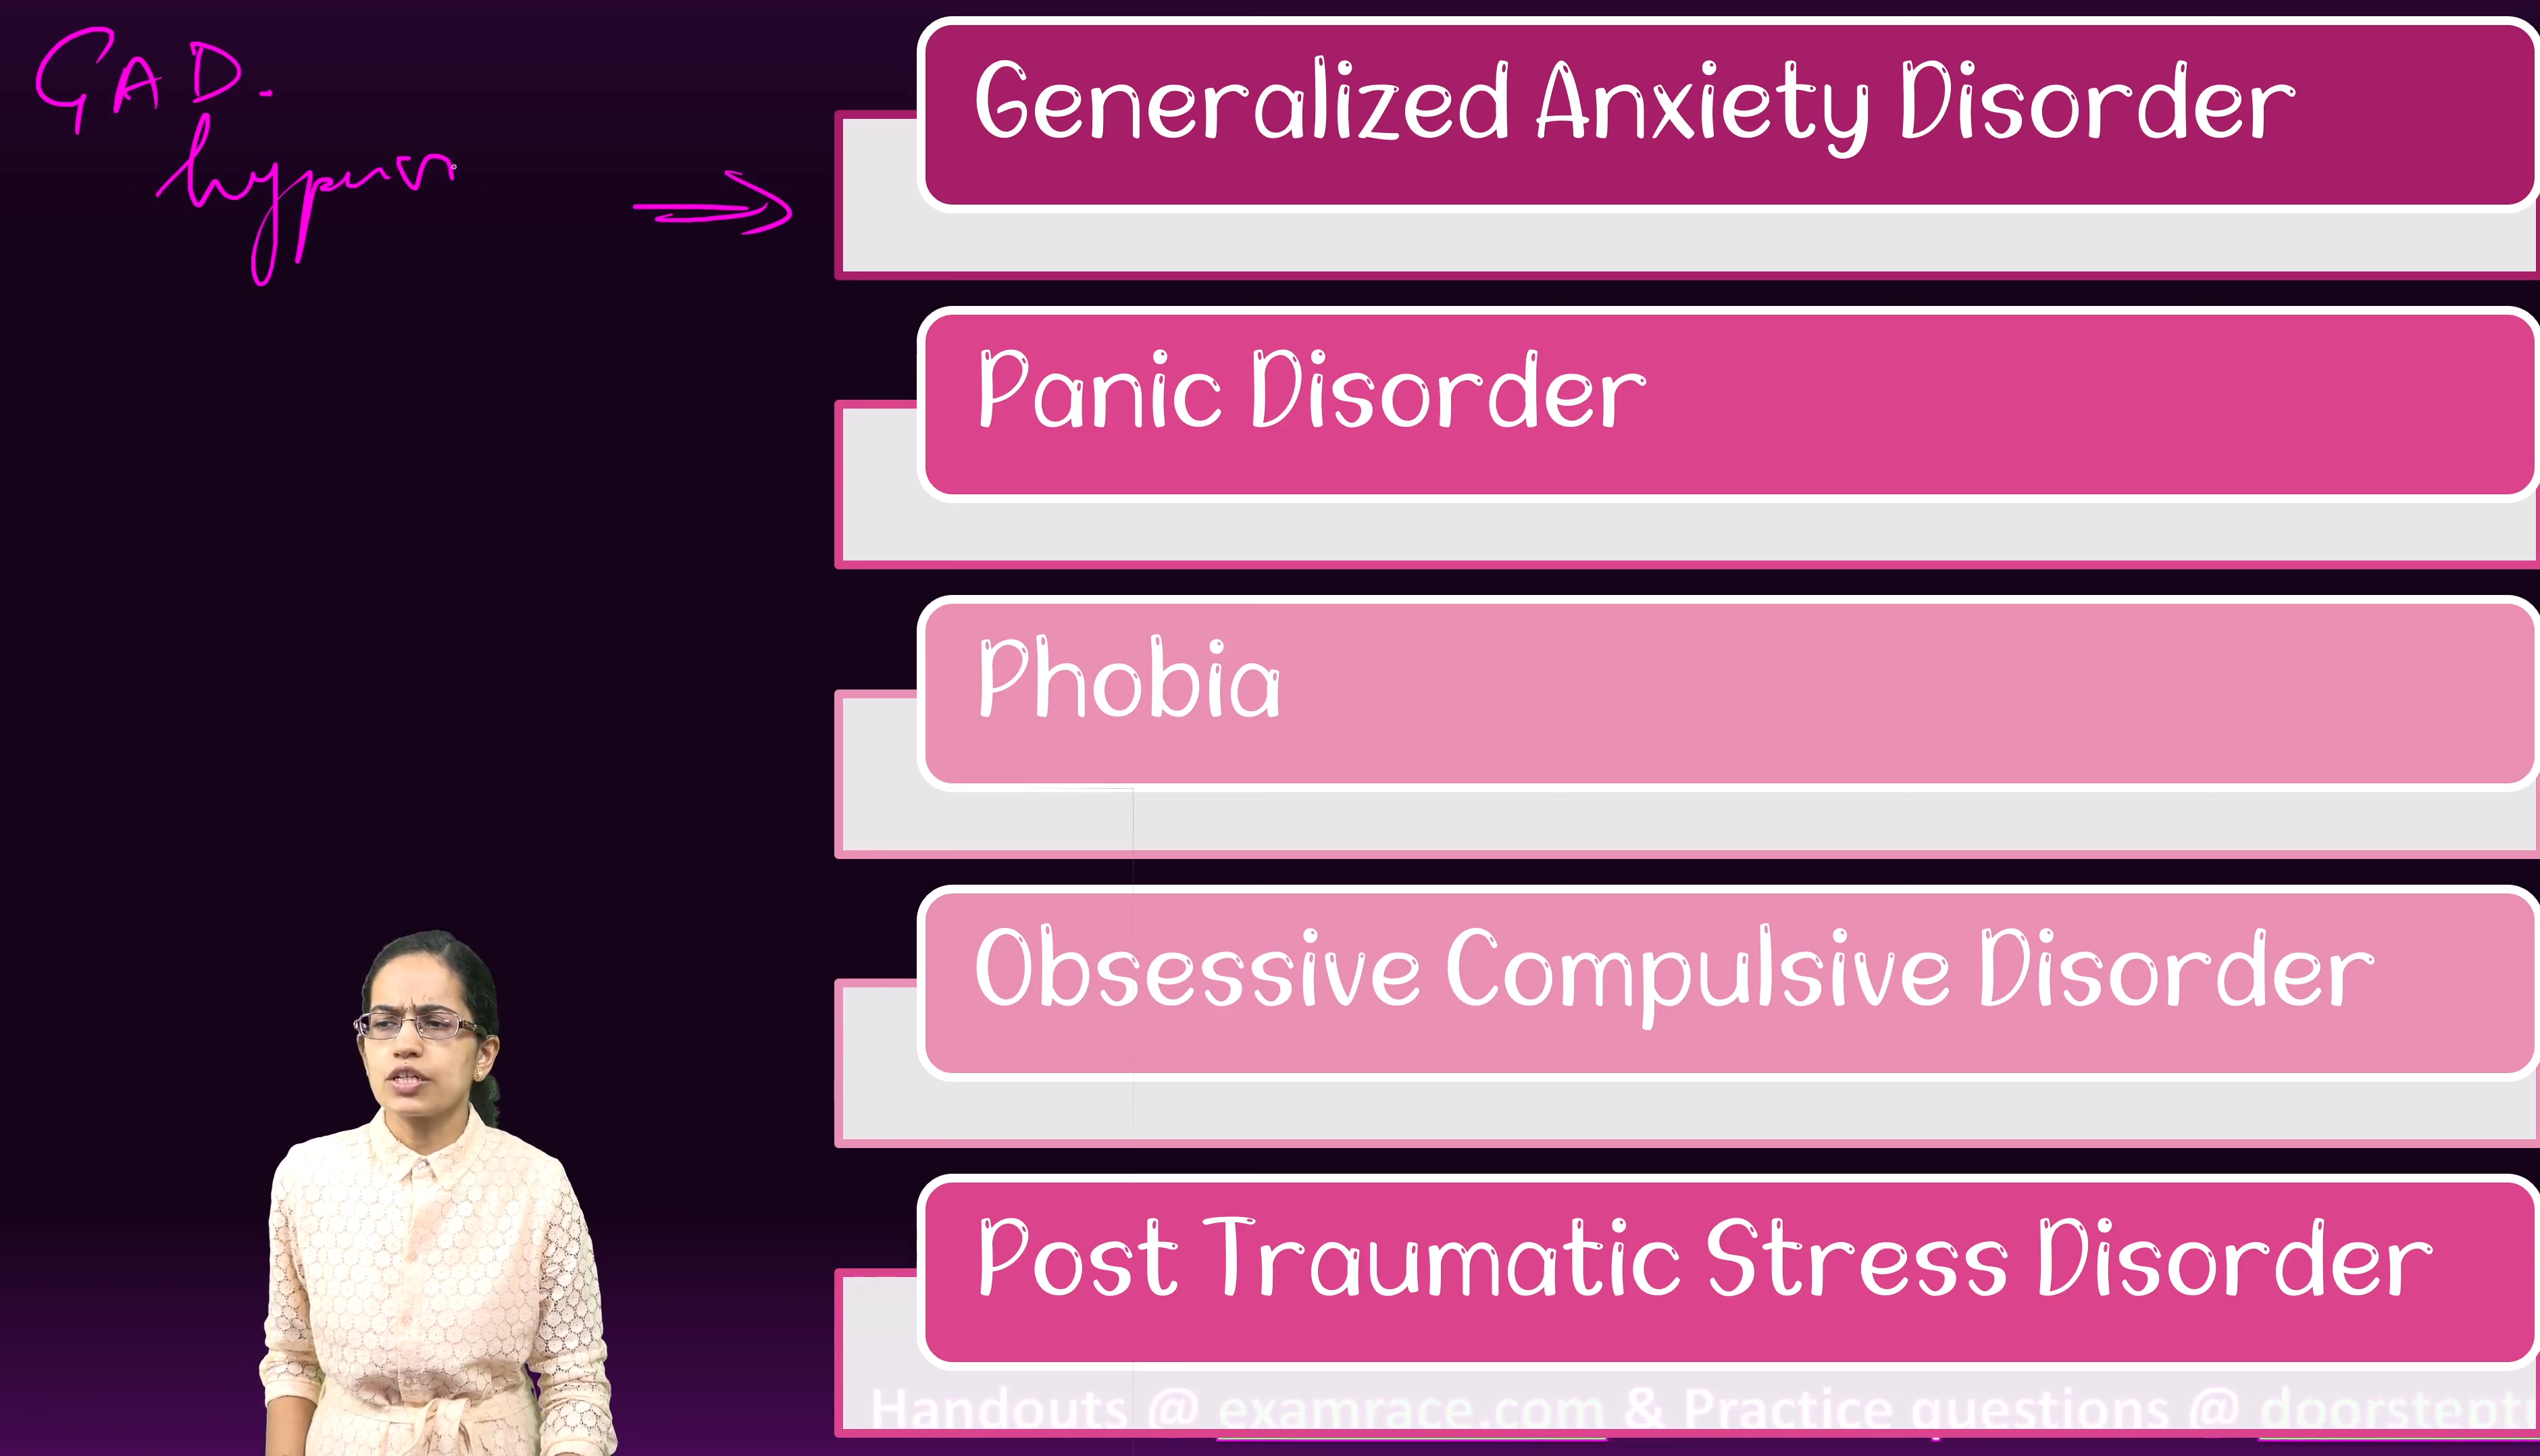 GAD.
Generalized Anxiety Disorder
Panic Disorder
Phobia
Obsessive Compulsive Disorder
Post Traumatic Stress Disorder
Handouts @ examrace.com & Practice questions @